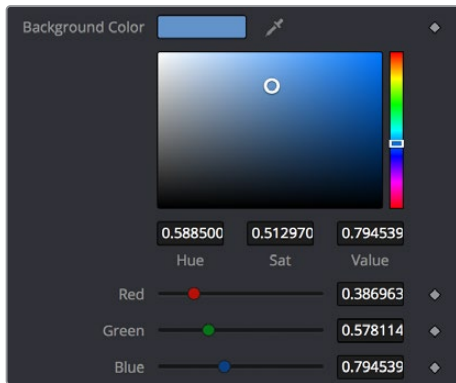 Background Color
0.588500 0.512970 0.794539
Hue Sat Value
Red 0.386963
Green 0.578114
Blue 0.794539